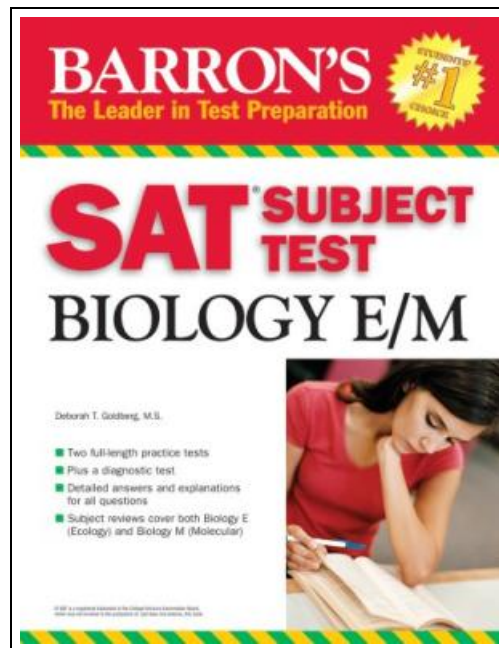 BARRON'S
The Leader in Test Preparation
STUDENTS'
#1
CHOICE
SAT® SUBJECT
TEST
BIOLOGY E/M
Deborah T. Goldberg, M.S.
Two full-length practice tests
Plus a diagnostic test
Detailed answers and explanations
for all questions
Subject reviews cover both Biology E
(Ecology) and Biology M (Molecular)